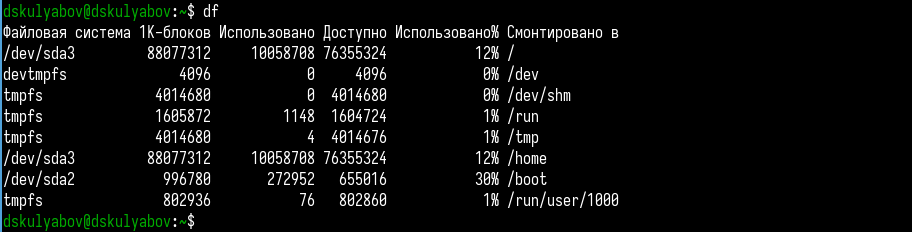 dskulyabov@dskulyabov:~$ df
Файловая система 1K-блоков Использовано Доступно Использовано% Смонтировано в
/dev/sda3 88077312 10058708 76355324 12% /
devtmpfs 4096 0 4096 0% /dev
tmpfs 4014680 0 4014680 0% /dev/shm
tmpfs 1605872 1148 1604724 1% /run
tmpfs 4014680 4 4014676 1% /tmp
/dev/sda3 88077312 10058708 76355324 12% /home
/dev/sda2 996780 272952 655016 30% /boot
tmpfs 802936 76 802860 1% /run/user/1000
dskulyabov@dskulyabov:~$